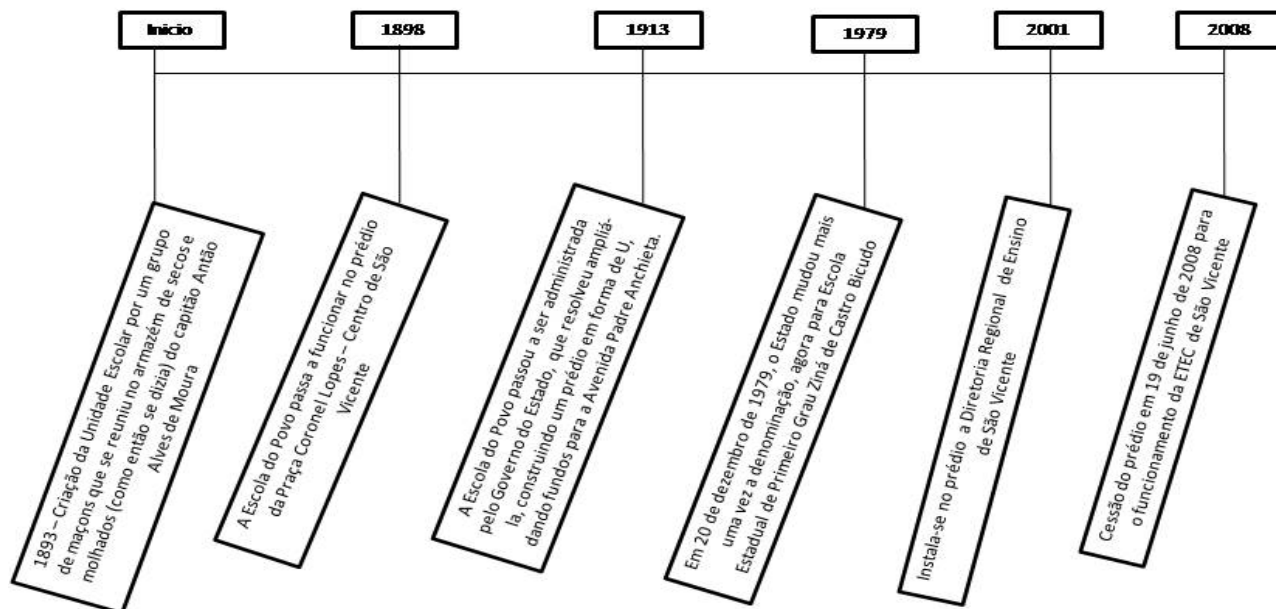 Inicio
1898
1913
1979
2001
2008
1893 – Criação da Unidade Escolar por um grupo
de maçons que se reuniu no armazém de secos e
molhados (como então se dizia) do capitão Antão
Alves de Moura
A Escola do Povo passa a funcionar no prédio
da Praça Coronel Lopes – Centro de São
Vicente
A Escola do Povo passou a ser administrada
pelo Governo do Estado, que resolveu ampliá-
la, construindo um prédio em forma de U,
dando fundos para a Avenida Padre Anchieta.
Em 20 de dezembro de 1979, o Estado mudou mais
uma vez a denominação, agora para Escola
Estadual de Primeiro Grau Ziná de Castro Bicudo
Instala-se no prédio a Diretoria Regional de Ensino
de São Vicente
Cessão do prédio em 19 de junho de 2008 para
o funcionamento da ETEC de São Vicente